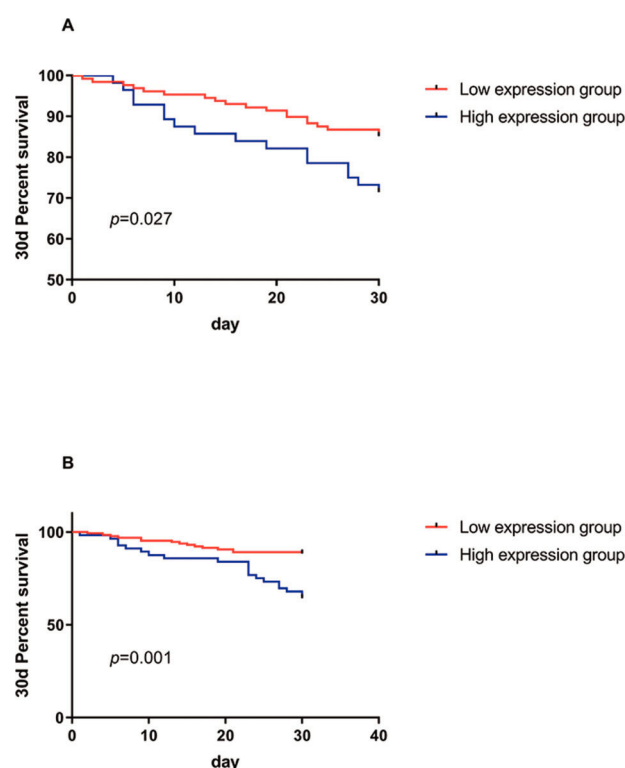 A
100
90
80
70
60
50
30d Percent survival
p=0.027
0
10
20
30
day
Low expression group
High expression group
B
100
50
0
30d Percent survival
p=0.001
0
10
20
30
40
day
Low expression group
High expression group